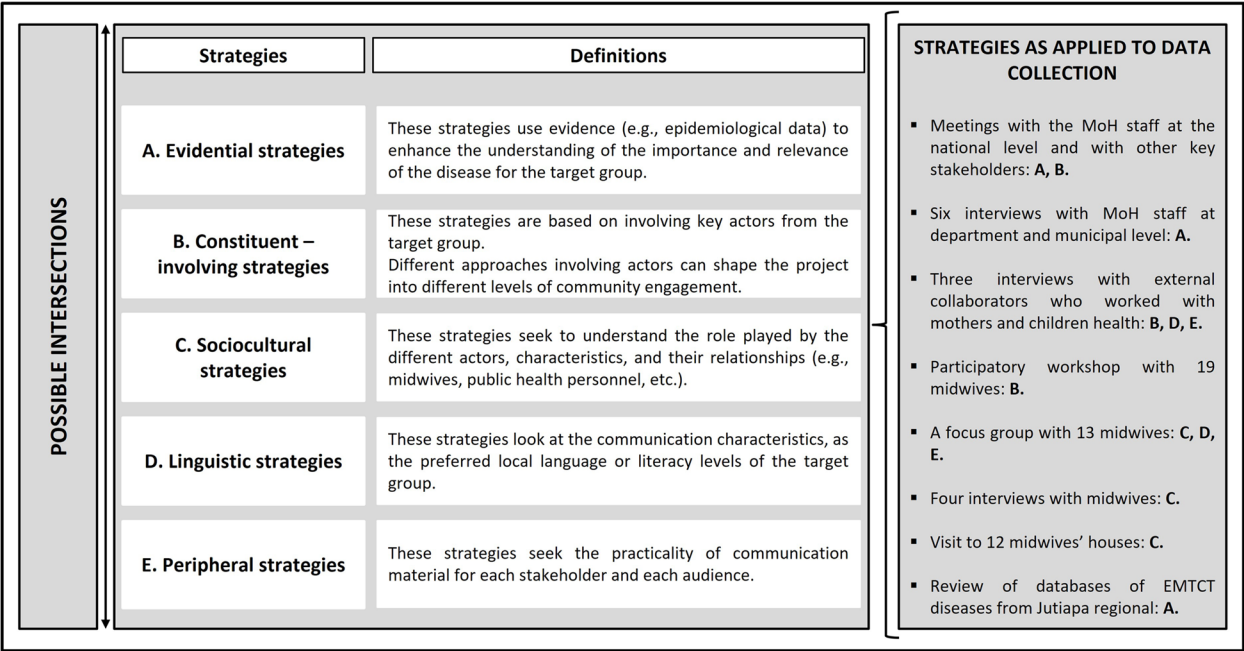 POSSIBLE INTERSECTIONS
Strategies
Definitions
A. Evidential strategies
These strategies use evidence (e.g., epidemiological data) to
enhance the understanding of the importance and relevance
of the disease for the target group.
B. Constituent –
involving strategies
These strategies are based on involving key actors from the
target group.
Different approaches involving actors can shape the project
into different levels of community engagement.
C. Sociocultural
strategies
These strategies seek to understand the role played by the
different actors, characteristics, and their relationships (e.g.,
midwives, public health personnel, etc.).
D. Linguistic strategies
These strategies look at the communication characteristics, as
the preferred local language or literacy levels of the target
group.
E. Peripheral strategies
These strategies seek the practicality of communication
material for each stakeholder and each audience.
STRATEGIES AS APPLIED TO DATA
COLLECTION
▪ Meetings with the MoH staff at the
national level and with other key
stakeholders: A, B.
▪ Six interviews with MoH staff at
department and municipal level: A.
▪ Three interviews with external
collaborators who worked with
mothers and children health: B, D, E.
▪ Participatory workshop with 19
midwives: B.
▪ A focus group with 13 midwives: C, D,
E.
▪ Four interviews with midwives: C.
▪ Visit to 12 midwives’ houses: C.
▪ Review of databases of EMTCT
diseases from Jutiapa regional: A.